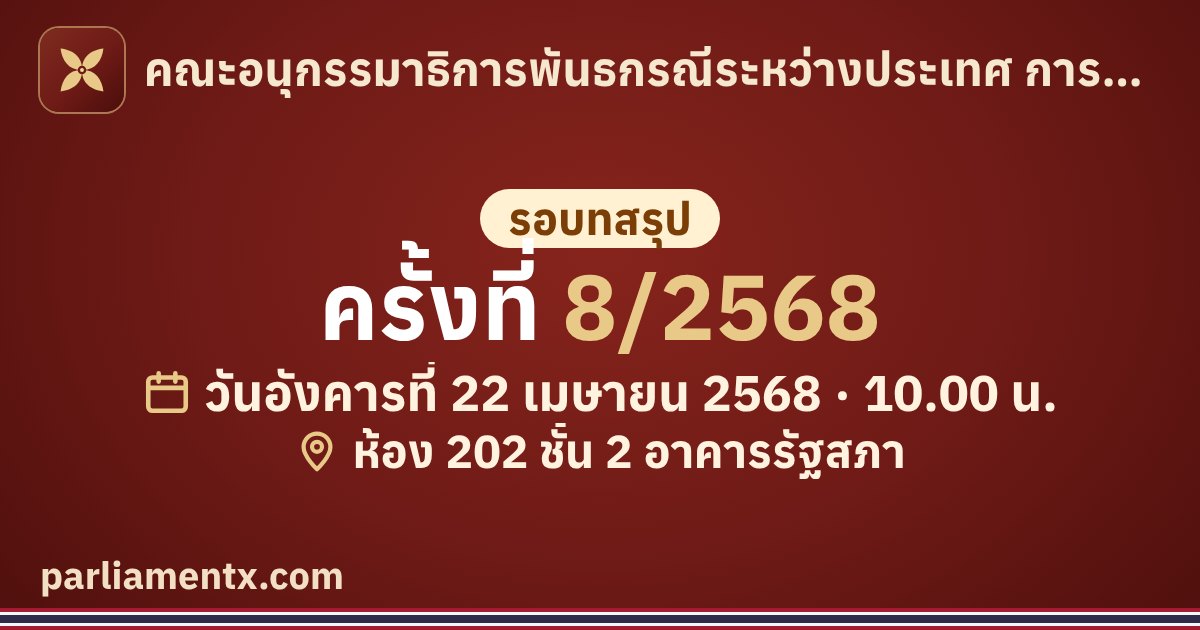 คณะอนุกรรมาธิการพันธกรณีระหว่างประเทศ การ...
รอบทสรุป
ครั้งที่ 8/2568
วันอังคารที่ 22 เมษายน 2568 · 10.00 น.
ห้อง 202 ชั้น 2 อาคารรัฐสภา
parliamentx.com